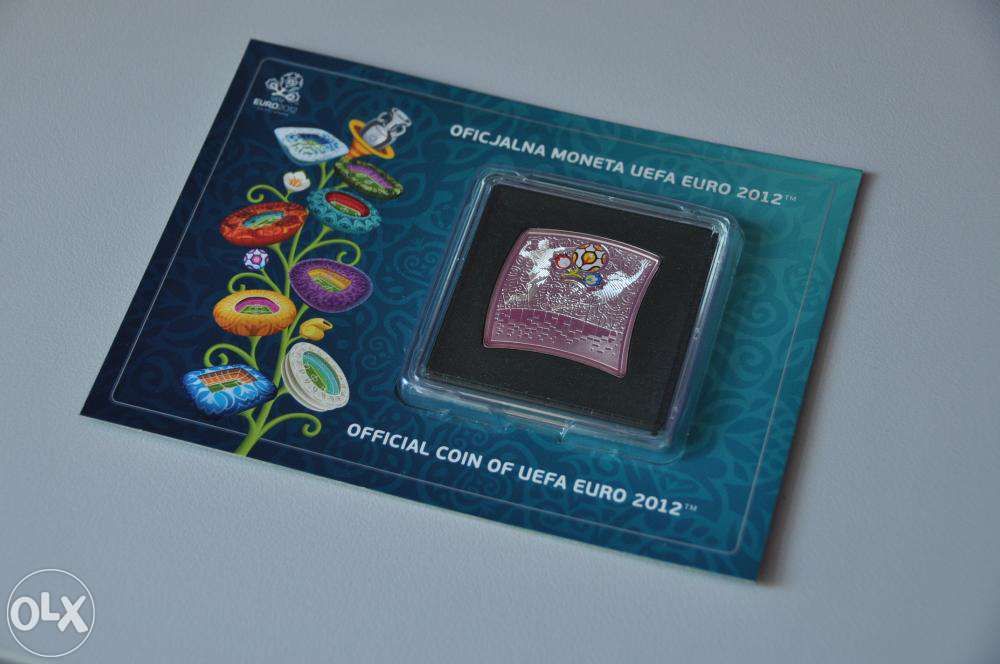 EURO2012
OFICJALNA MONETA UEFA EURO 2012™
OFFICIAL COIN OF UEFA EURO 2012™
OLX